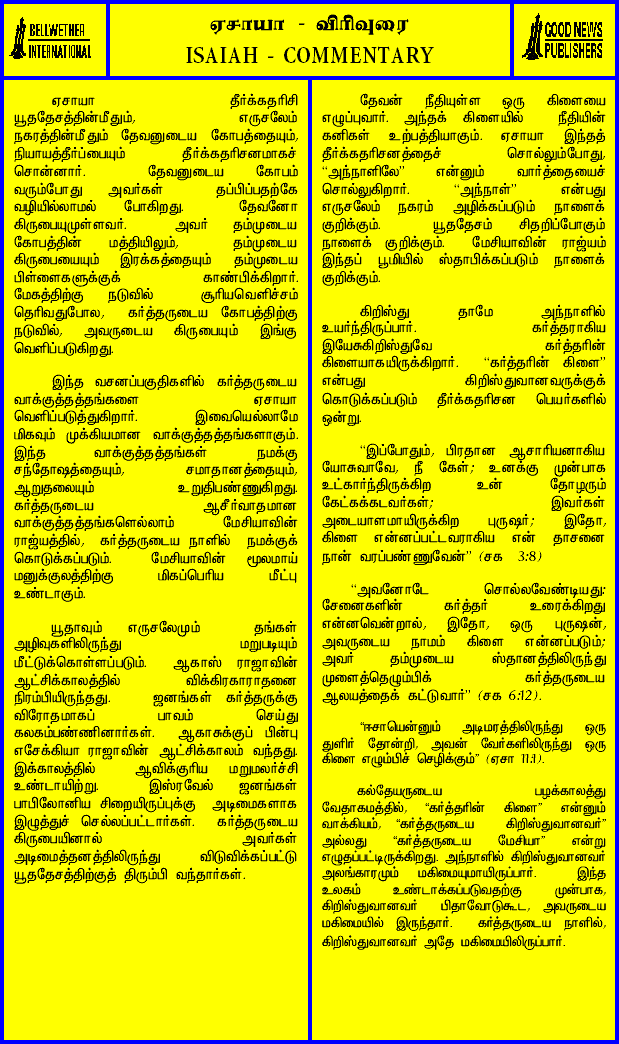 BELLWETHER
INTERNATIONAL
ஏசாயா - விரிவுரை
ISAIAH - COMMENTARY
GOOD NEWS
PUBLISHERS
ஏசாயா தீர்க்கதரிசி
யூததேசத்தின்மீதும், எருசலேம்
நகரத்தின்மீதும் தேவனுடைய கோபத்தையும்,
நியாயத்தீர்ப்பையும் தீர்க்கதரிசனமாகச்
சொன்னார். தேவனுடைய கோபம்
வரும்போது அவர்கள் தப்பிப்பதற்கே
வழியில்லாமல் போகிறது. தேவனோ
கிருபையுமுள்ளவர். அவர் தம்முடைய
கோபத்தின் மத்தியிலும், தம்முடைய
கிருபையையும் இரக்கத்தையும் தம்முடைய
பிள்ளைகளுக்குக் காண்பிக்கிறார்.
மேகத்திற்கு நடுவில் சூரியவெளிச்சம்
தெரிவதுபோல, கர்த்தருடைய கோபத்திற்கு
நடுவில், அவருடைய கிருபையும் இங்கு
வெளிப்படுகிறது.
இந்த வசனப்பகுதிகளில் கர்த்தருடைய
வாக்குத்தத்தங்களை ஏசாயா
வெளிப்படுத்துகிறார். இவையெல்லாமே
மிகவும் முக்கியமான வாக்குத்தத்தங்களாகும்.
இந்த வாக்குத்தத்தங்கள் நமக்கு
சந்தோஷத்தையும், சமாதானத்தையும்,
ஆறுதலையும் உறுதிபண்ணுகிறது.
கர்த்தருடைய ஆசீர்வாதமான
வாக்குத்தத்தங்களெல்லாம் மேசியாவின்
ராஜ்யத்தில், கர்த்தருடைய நாளில் நமக்குக்
கொடுக்கப்படும். மேசியாவின் மூலமாய்
மனுக்குலத்திற்கு மிகப்பெரிய மீட்பு
உண்டாகும்.
யூதாவும் எருசலேமும் தங்கள்
அழிவுகளிலிருந்து மறுபடியும்
மீட்டுக்கொள்ளப்படும். ஆகாஸ் ராஜாவின்
ஆட்சிக்காலத்தில் விக்கிரகாராதனை
நிரம்பியிருந்தது. ஜனங்கள் கர்த்தருக்கு
விரோதமாகப் பாவம் செய்து
கலகம்பண்ணினார்கள். ஆகாசுக்குப் பின்பு
எசேக்கியா ராஜாவின் ஆட்சிக்காலம் வந்தது.
இக்காலத்தில் ஆவிக்குரிய மறுமலர்ச்சி
உண்டாயிற்று. இஸ்ரவேல் ஜனங்கள்
பாபிலோனிய சிறையிருப்புக்கு அடிமைகளாக
இழுத்துச் செல்லப்பட்டார்கள். கர்த்தருடைய
கிருபையினால் அவர்கள்
அடிமைத்தனத்திலிருந்து விடுவிக்கப்பட்டு
யூததேசத்திற்குத் திரும்பி வந்தார்கள்.
தேவன் நீதியுள்ள ஒரு கிளையை
எழுப்புவார். அந்தக் கிளையில் நீதியின்
கனிகள் உற்பத்தியாகும். ஏசாயா இந்தத்
தீர்க்கதரிசனத்தைச் சொல்லும்போது,
“அந்நாளிலே” என்னும் வார்த்தையைச்
சொல்லுகிறார். “அந்நாள்” என்பது
எருசலேம் நகரம் அழிக்கப்படும் நாளைக்
குறிக்கும். யூததேசம் சிதறிப்போகும்
நாளைக் குறிக்கும். மேசியாவின் ராஜ்யம்
இந்தப் பூமியில் ஸ்தாபிக்கப்படும் நாளைக்
குறிக்கும்.
கிறிஸ்து தாமே அந்நாளில்
உயர்ந்திருப்பார். கர்த்தராகிய
இயேசுகிறிஸ்துவே கர்த்தரின்
கிளையாகயிருக்கிறார். “கர்த்தரின் கிளை”
என்பது கிறிஸ்துவானவருக்குக்
கொடுக்கப்படும் தீர்க்கதரிசன பெயர்களில்
ஒன்று.
“இப்போதும், பிரதான ஆசாரியனாகிய
யோசுவாவே, நீ கேள்; உனக்கு முன்பாக
உட்கார்ந்திருக்கிற உன் தோழரும்
கேட்கக்கடவர்கள்; இவர்கள்
அடையாளமாயிருக்கிற புருஷர்; இதோ,
கிளை என்னப்பட்டவராகிய என் தாசனை
நான் வரப்பண்ணுவேன்” (சக 3:8)
“அவனோடே சொல்லவேண்டியது:
சேனைகளின் கர்த்தர் உரைக்கிறது
என்னவென்றால், இதோ, ஒரு புருஷன்,
அவருடைய நாமம் கிளை என்னப்படும்;
அவர் தம்முடைய ஸ்தானத்திலிருந்து
முளைத்தெழும்பிக் கர்த்தருடைய
ஆலயத்தைக் கட்டுவார்” (சக 6:12).
“ஈசாயென்னும் அடிமரத்திலிருந்து ஒரு
துளிர் தோன்றி, அவன் வேர்களிலிருந்து ஒரு
கிளை எழும்பிச் செழிக்கும்” (ஏசா 11:1).
கல்தேயருடைய பழக்காலத்து
வேதாகமத்தில், “கர்த்தரின் கிளை” என்னும்
வாக்கியம், “கர்த்தருடைய கிறிஸ்துவானவர்”
அல்லது “கர்த்தருடைய மேசியா” என்று
எழுதப்பட்டிருக்கிறது. அந்நாளில் கிறிஸ்துவானவர்
அலங்காரமும் மகிமையுமாயிருப்பார். இந்த
உலகம் உண்டாக்கப்படுவதற்கு முன்பாக,
கிறிஸ்துவானவர் பிதாவோடுகூட, அவருடைய
மகிமையில் இருந்தார். கர்த்தருடைய நாளில்,
கிறிஸ்துவானவர் அதே மகிமையிலிருப்பார்.